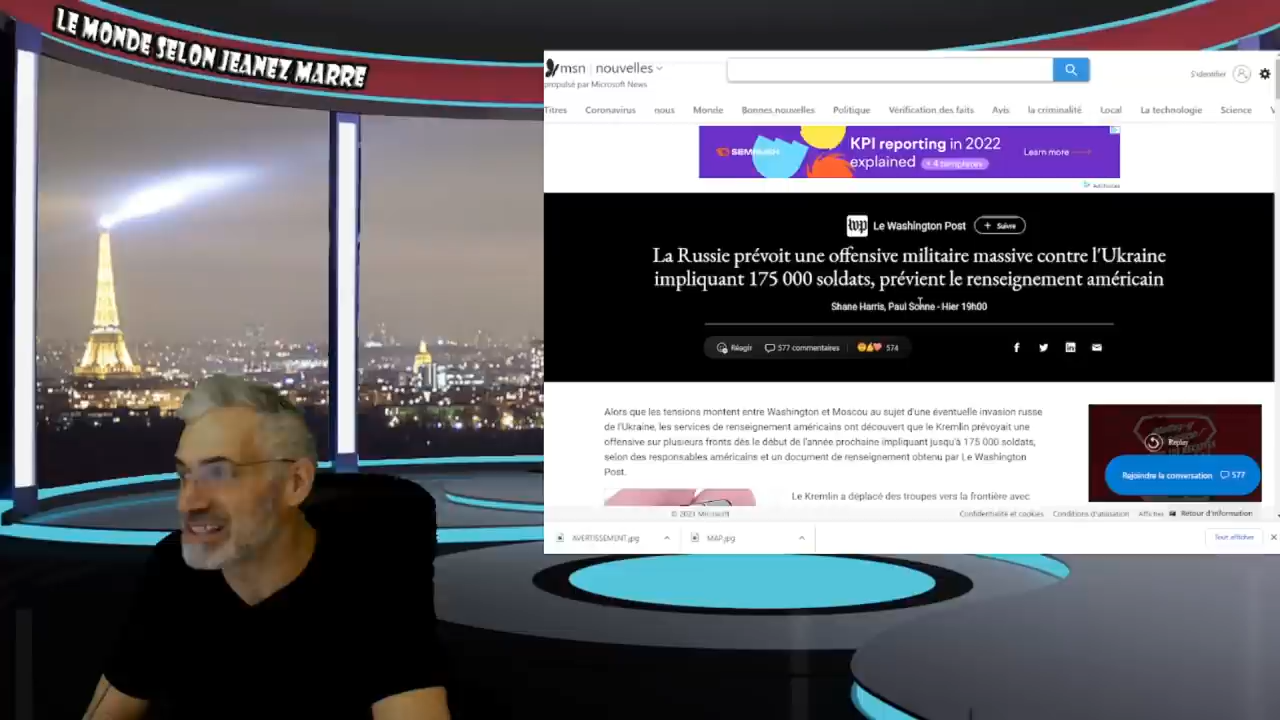 LE MONDE SELON JEANEZ MARRE
msn | nouvelles
propulsé par Microsoft News
S'identifier
Titres Coronavirus nous Monde Bonnes nouvelles Politique Vérification des faits Avis la criminalité Local La technologie Science
SEMRUSH
KPI reporting in 2022
explained + 4 templates
Learn more
wp Le Washington Post + Suivre
La Russie prévoit une offensive militaire massive contre l'Ukraine
impliquant 175 000 soldats, prévient le renseignement américain
Shane Harris, Paul Sonne - Hier 19h00
Réagir 577 commentaires 574
Alors que les tensions montent entre Washington et Moscou au sujet d'une éventuelle invasion russe
de l'Ukraine, les services de renseignement américains ont découvert que le Kremlin prévoyait une
offensive sur plusieurs fronts dès le début de l'année prochaine impliquant jusqu'à 175 000 soldats,
selon des responsables américains et un document de renseignement obtenu par Le Washington
Post.
Replay
Rejoindre la conversation 577
Le Kremlin a déplacé des troupes vers la frontière avec
Microsoft Confidentialité et cookies Conditions d'utilisation Retour d'information
AVERTISSEMENT.jpg MAP.jpg Tout afficher